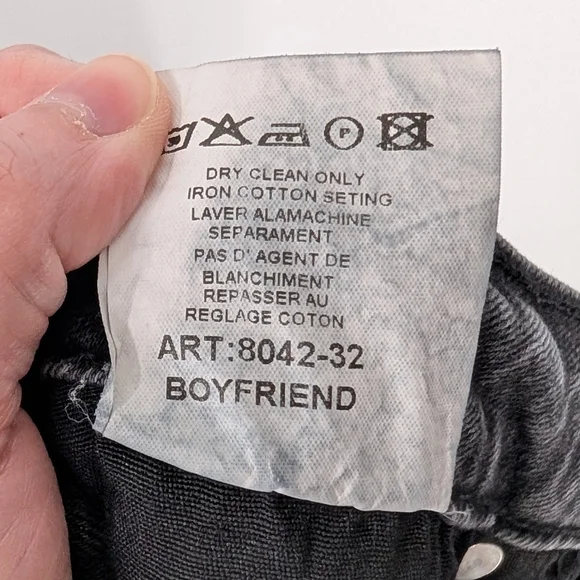 P
DRY CLEAN ONLY
IRON COTTON SETING
LAVER ALAMACHINE
SEPARAMENT
PAS D' AGENT DE
BLANCHIMENT
REPASSER AU
REGLAGE COTON
ART:8042-32
BOYFRIEND